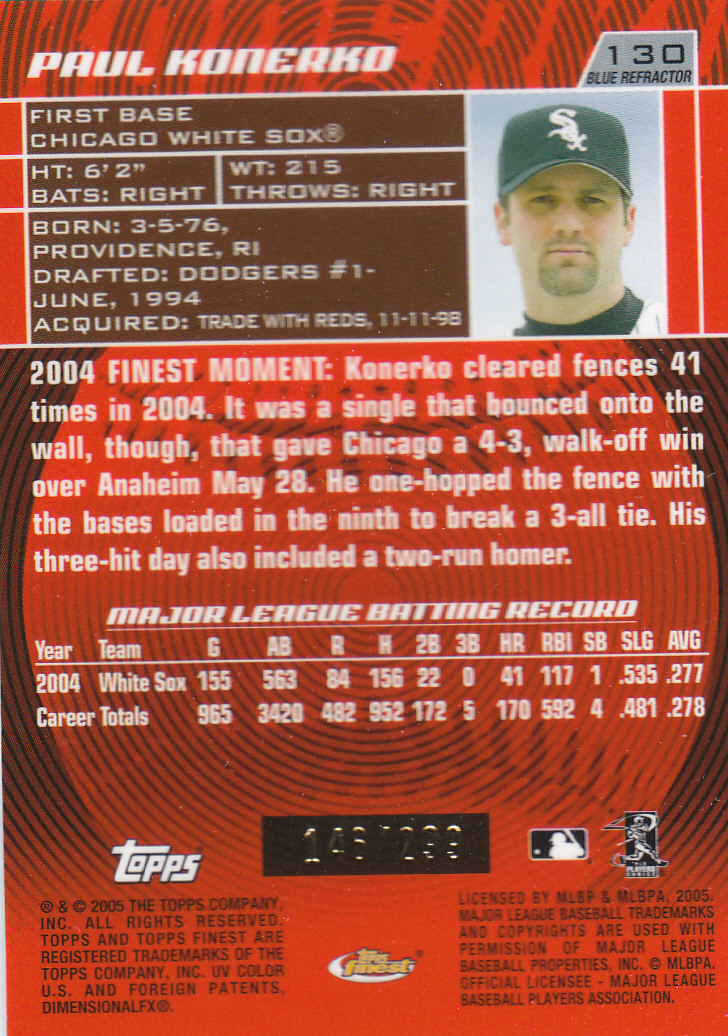 PAUL KONERKO
130
BLUE REFRACTOR
FIRST BASE
CHICAGO WHITE SOX®
HT: 6' 2"
WT: 215
BATS: RIGHT
THROWS: RIGHT
BORN: 3-5-76,
PROVIDENCE, RI
DRAFTED: DODGERS #1-
JUNE, 1994
ACQUIRED: TRADE WITH REDS, 11-11-98
Sox
2004 FINEST MOMENT: Konerko cleared fences 41
times in 2004. It was a single that bounced onto the
wall, though, that gave Chicago a 4-3, walk-off win
over Anaheim May 28. He one-hopped the fence with
the bases loaded in the ninth to break a 3-all tie. His
three-hit day also included a two-run homer.
MAJOR LEAGUE BATTING RECORD
Year Team G AB R H 2B 3B HR RBI SB SLG AVG
2004 White Sox 155 563 84 156 22 0 41 117 1 .535 .277
Career Totals 965 3420 482 952 172 5 170 592 4 .481 .278
146/299
TOPPS
PLAYERS
CHOICE
® & © 2005 THE TOPPS COMPANY,
INC. ALL RIGHTS RESERVED.
TOPPS AND TOPPS FINEST ARE
REGISTERED TRADEMARKS OF THE
TOPPS COMPANY, INC. UV COLOR
U.S. AND FOREIGN PATENTS,
DIMENSIONALFX®.
topps
finest®
LICENSED BY MLBP & MLBPA, 2005.
MAJOR LEAGUE BASEBALL TRADEMARKS
AND COPYRIGHTS ARE USED WITH
PERMISSION OF MAJOR LEAGUE
BASEBALL PROPERTIES, INC. © MLBPA.
OFFICIAL LICENSEE - MAJOR LEAGUE
BASEBALL PLAYERS ASSOCIATION.